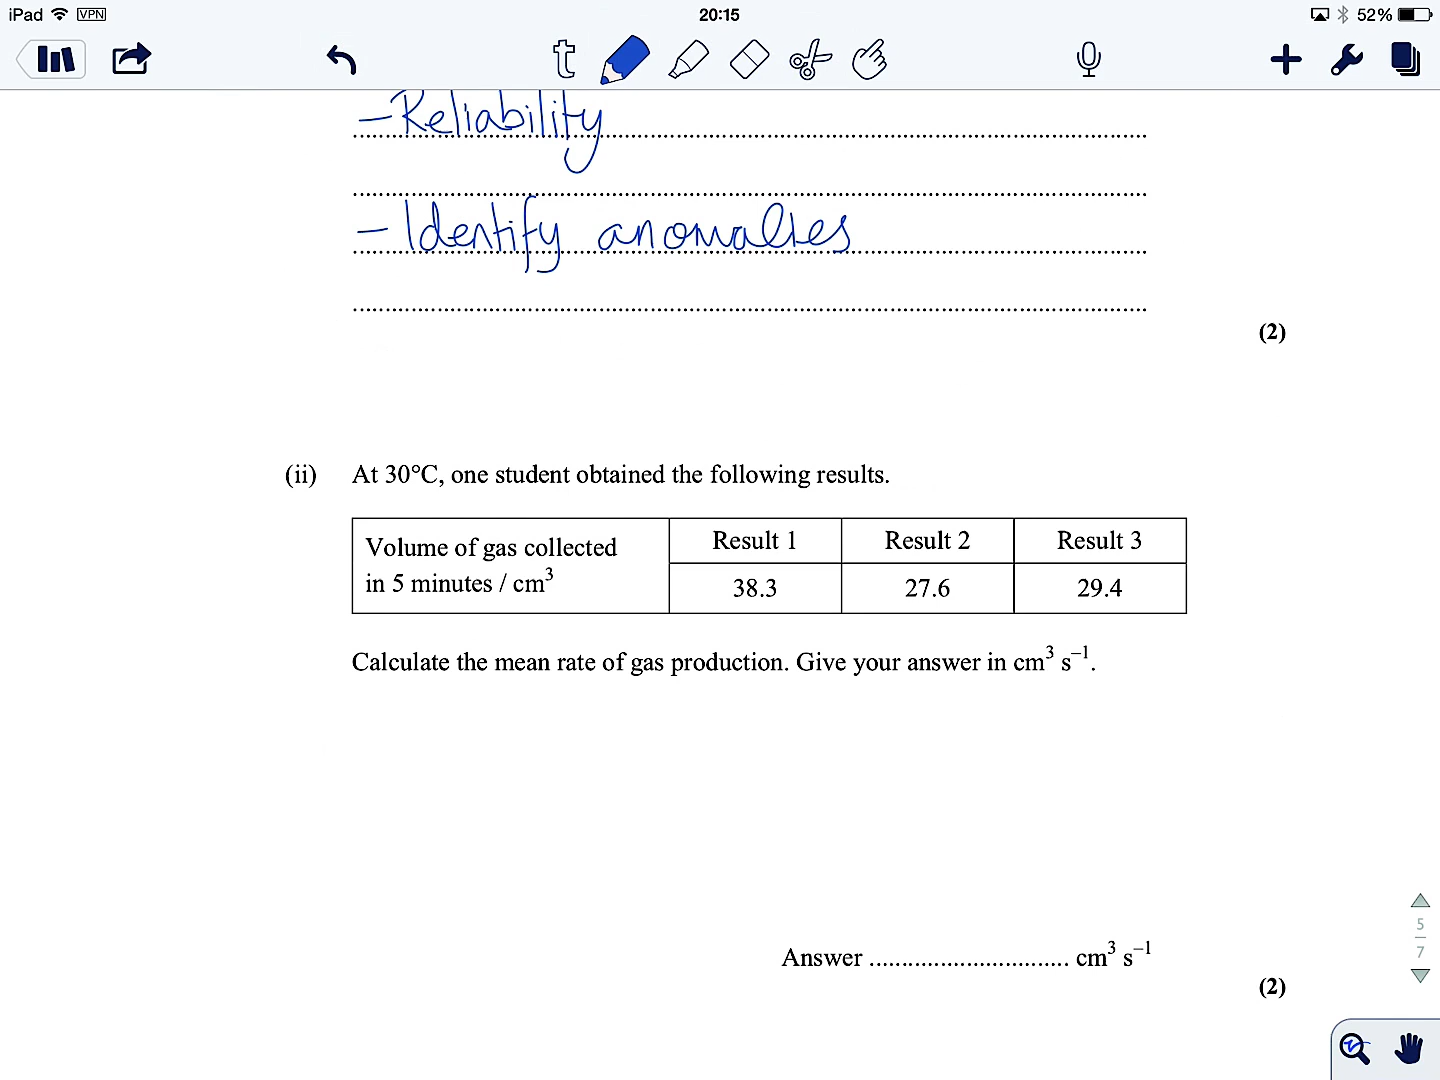 iPad VPN 20:15 52%
t
– Reliability
– Identify anomalies
(2)
(ii) At 30°C, one student obtained the following results.
Volume of gas collected in 5 minutes / cm³
Result 1 Result 2 Result 3
38.3 27.6 29.4
Calculate the mean rate of gas production. Give your answer in cm³ s⁻¹.
5
7
Answer .............................. cm³ s⁻¹
(2)